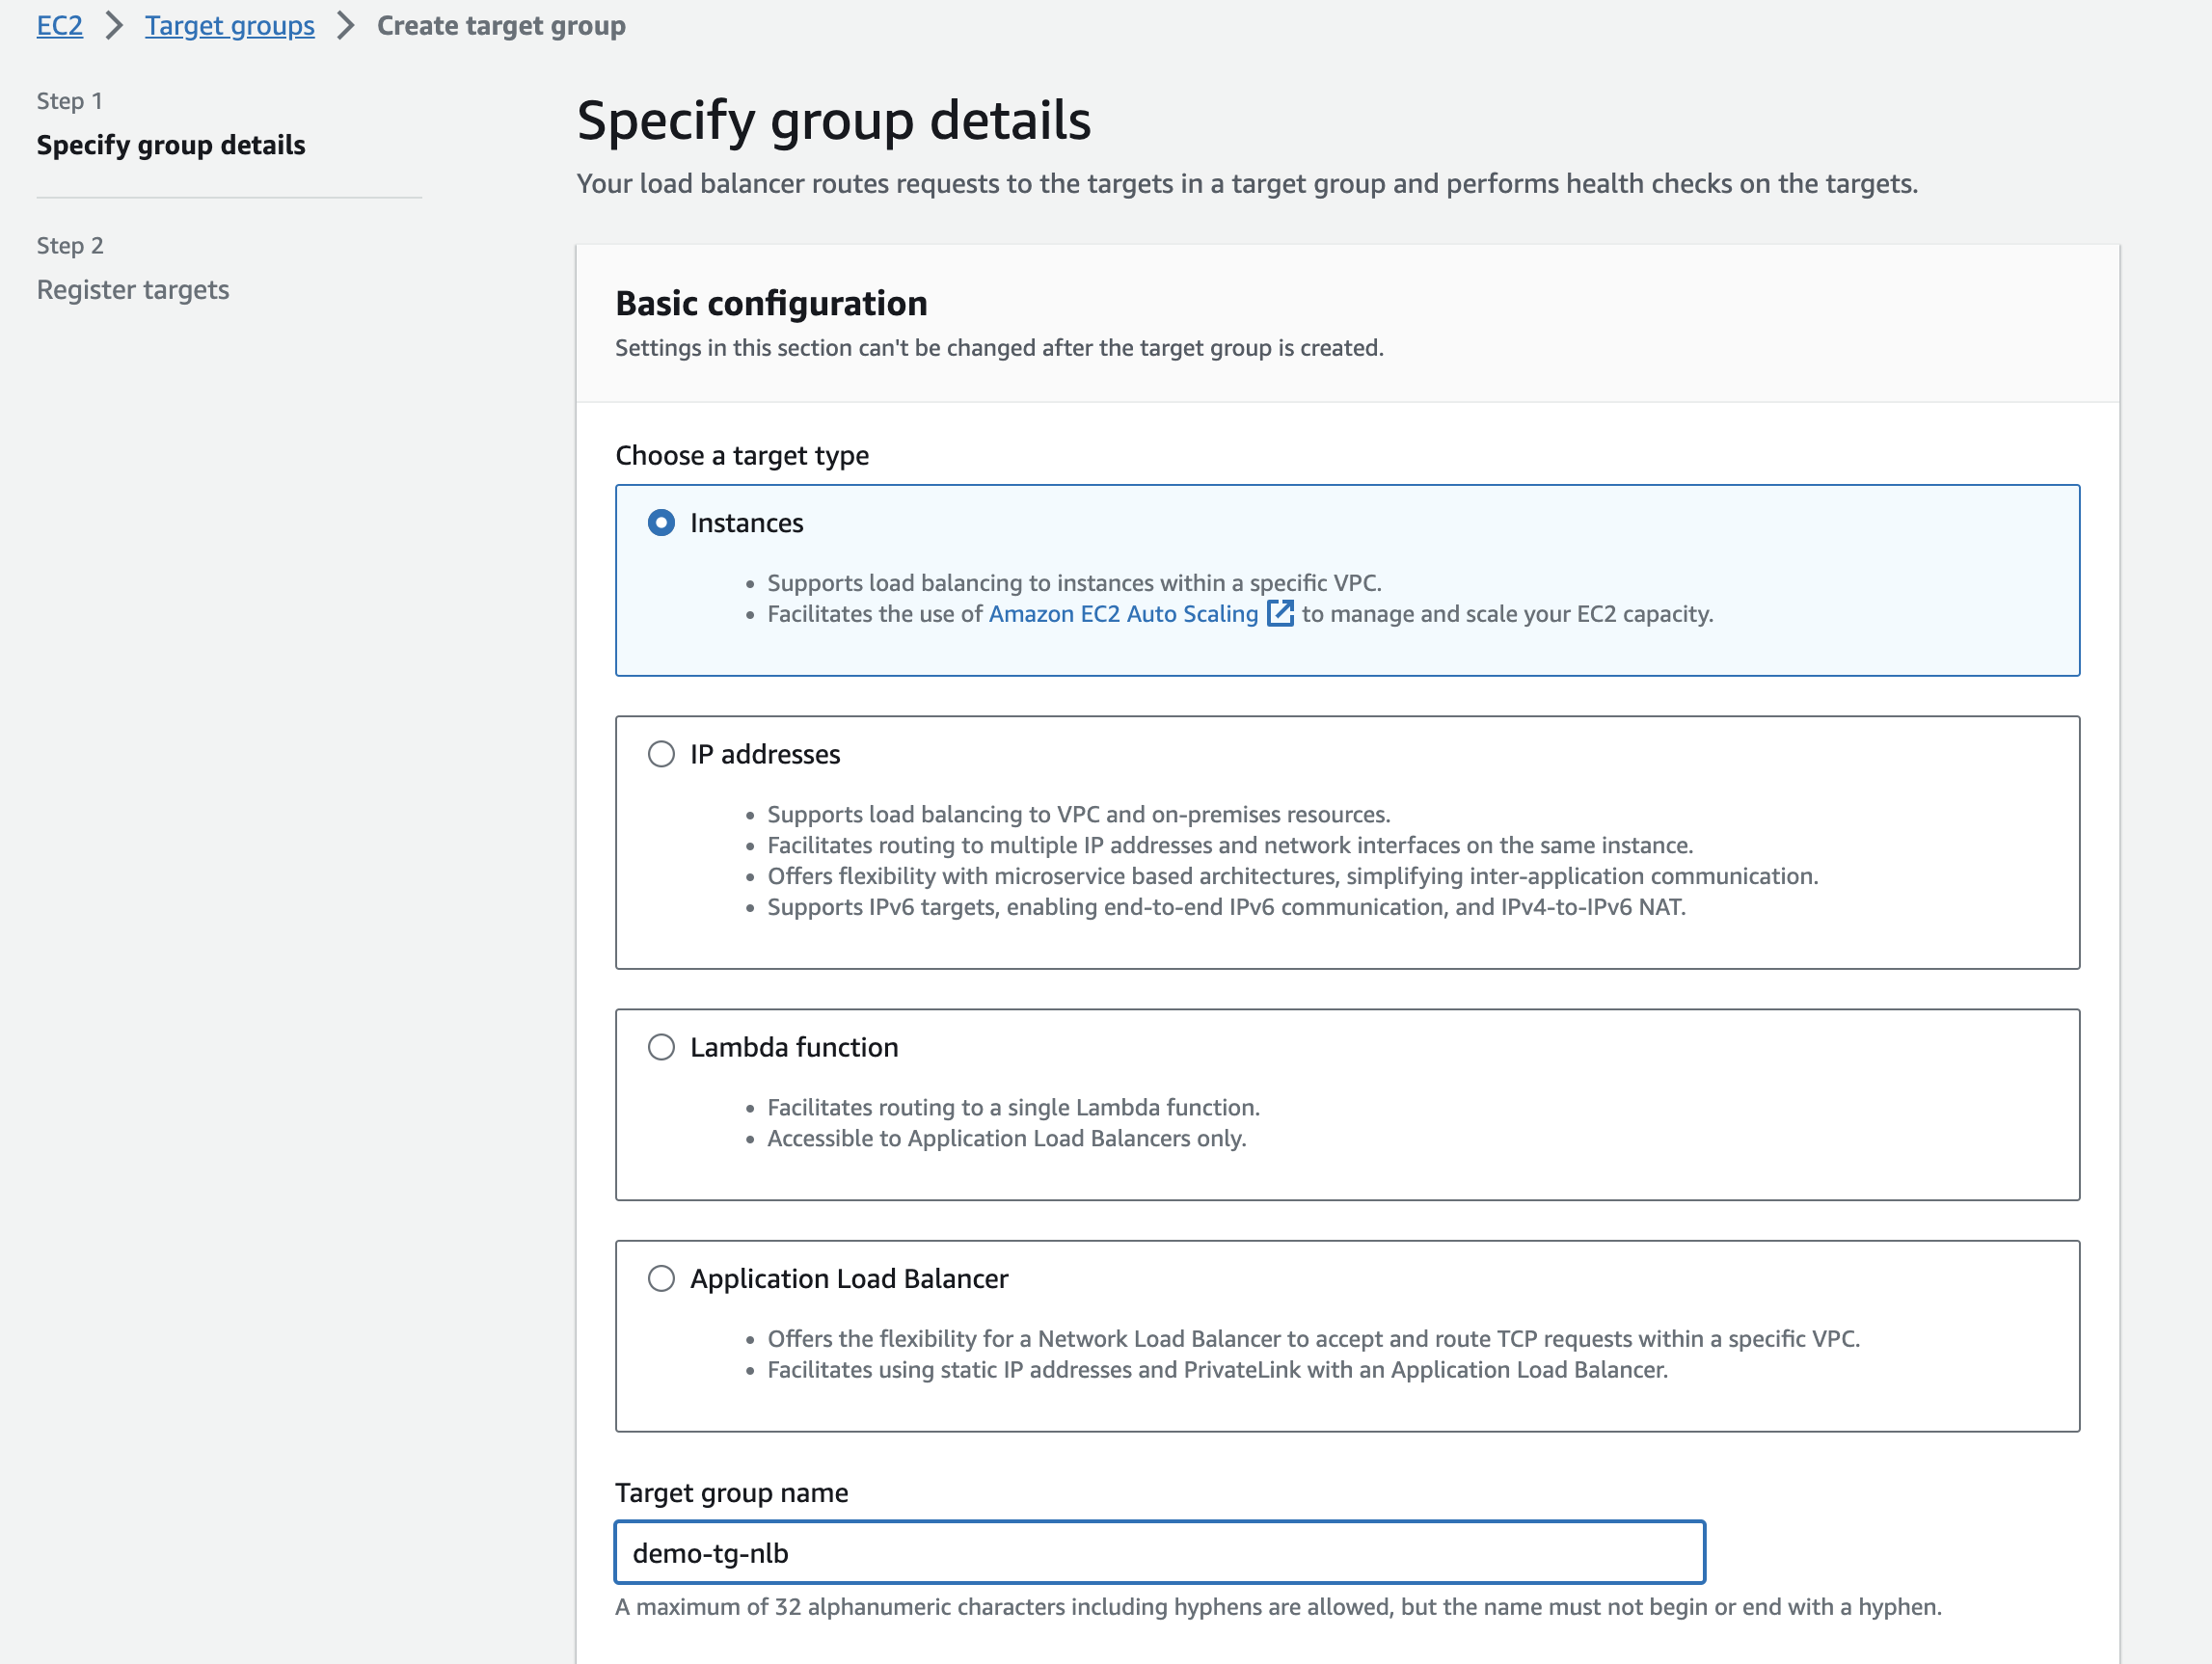 EC2 > Target groups > Create target group
Step 1
Specify group details
Step 2
Register targets
Specify group details
Your load balancer routes requests to the targets in a target group and performs health checks on the targets.
Basic configuration
Settings in this section can't be changed after the target group is created.
Choose a target type
Instances
• Supports load balancing to instances within a specific VPC.
• Facilitates the use of Amazon EC2 Auto Scaling to manage and scale your EC2 capacity.
IP addresses
• Supports load balancing to VPC and on-premises resources.
• Facilitates routing to multiple IP addresses and network interfaces on the same instance.
• Offers flexibility with microservice based architectures, simplifying inter-application communication.
• Supports IPv6 targets, enabling end-to-end IPv6 communication, and IPv4-to-IPv6 NAT.
Lambda function
• Facilitates routing to a single Lambda function.
• Accessible to Application Load Balancers only.
Application Load Balancer
• Offers the flexibility for a Network Load Balancer to accept and route TCP requests within a specific VPC.
• Facilitates using static IP addresses and PrivateLink with an Application Load Balancer.
Target group name
demo-tg-nlb
A maximum of 32 alphanumeric characters including hyphens are allowed, but the name must not begin or end with a hyphen.